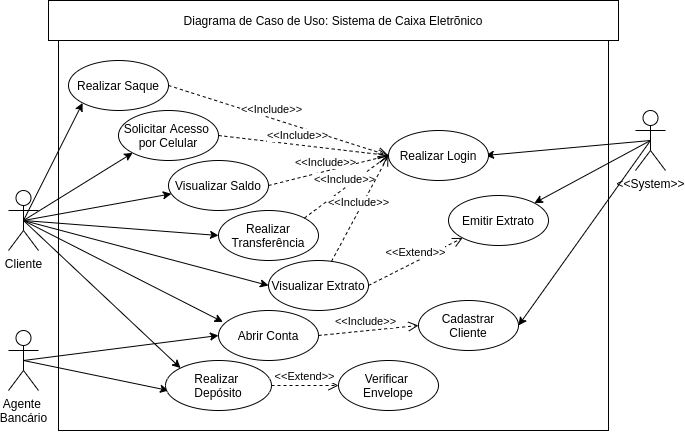 Diagrama de Caso de Uso: Sistema de Caixa Eletrônico
Realizar Saque
<<Include>>
Solicitar Acesso
por Celular
<<Include>>
Realizar Login
<<Include>>
Visualizar Saldo
<<Include>>
<<System>>
<<Include>>
Realizar
Transferência
Emitir Extrato
<<Extend>>
Cliente
Visualizar Extrato
Abrir Conta
<<Include>>
Cadastrar
Cliente
Realizar
Depósito
<<Extend>>
Verificar
Envelope
Agente
Bancário